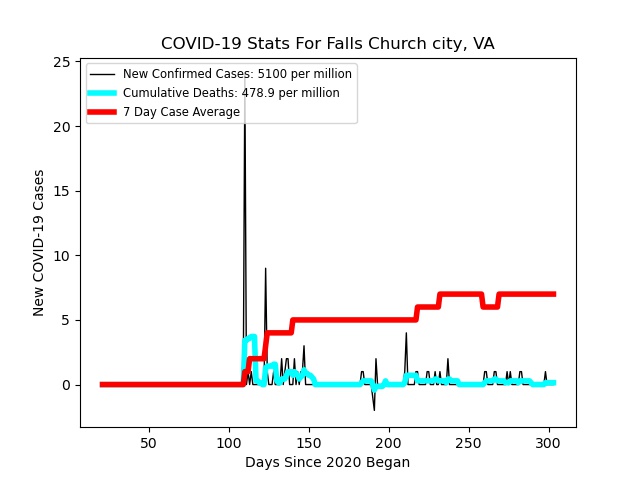 COVID-19 Stats For Falls Church city, VA
New Confirmed Cases: 5100 per million
Cumulative Deaths: 478.9 per million
7 Day Case Average
25
20
15
10
5
0
New COVID-19 Cases
50 100 150 200 250 300
Days Since 2020 Began